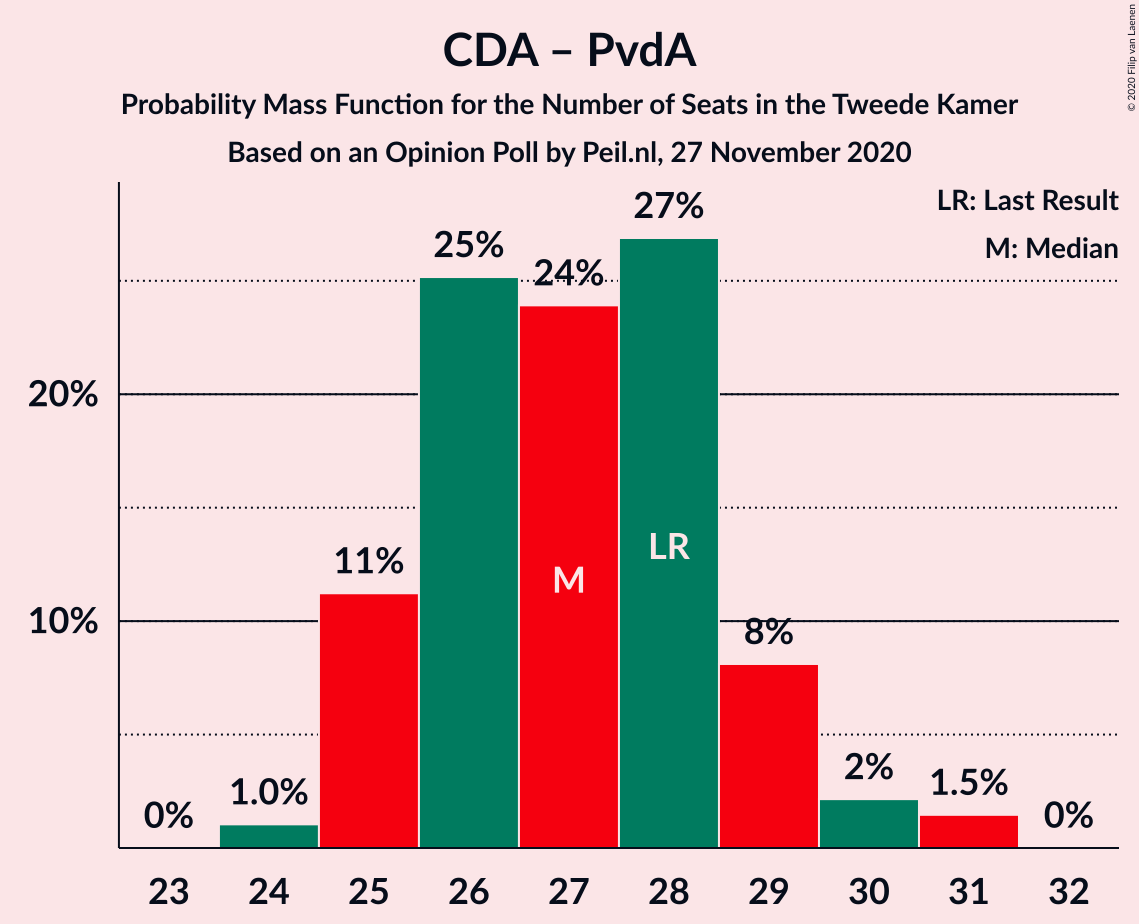 CDA – PvdA
Probability Mass Function for the Number of Seats in the Tweede Kamer
Based on an Opinion Poll by Peil.nl, 27 November 2020
© 2020 Filip van Laenen
LR: Last Result
M: Median
27%
25%
24%
20%
LR
11%
M
10%
8%
2%
1.0%
1.5%
0%
0%
23 24 25 26 27 28 29 30 31 32